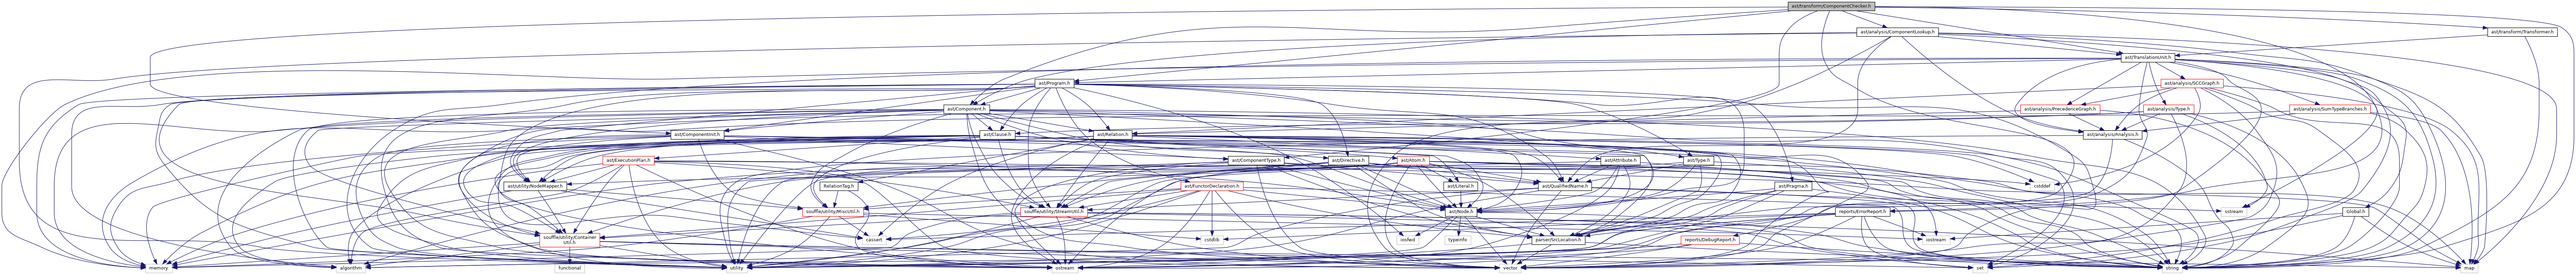 ast/transform/ComponentChecker.h
ast/analysis/ComponentLookup.h
ast/transform/Transformer.h
ast/TranslationUnit.h
ast/Program.h
ast/analysis/SCCGraph.h
ast/Component.h
ast/analysis/PrecedenceGraph.h
ast/analysis/Type.h
ast/analysis/SumTypeBranches.h
ast/ComponentInit.h
ast/Clause.h
ast/Relation.h
ast/analysis/Analysis.h
ast/ExecutionPlan.h
ast/ComponentType.h
ast/Directive.h
ast/Atom.h
ast/Attribute.h
ast/Type.h
ast/utility/NodeMapper.h
RelationTag.h
ast/FunctorDeclaration.h
ast/Literal.h
ast/QualifiedName.h
ast/Pragma.h
cstddef
souffle/utility/MiscUtil.h
souffle/utility/StreamUtil.h
ast/Node.h
reports/ErrorReport.h
sstream
Global.h
souffle/utility/Container
Util.h
cassert
cstdlib
iosfwd
typeinfo
parser/SrcLocation.h
reports/DebugReport.h
iostream
memory
algorithm
functional
utility
ostream
vector
set
string
map